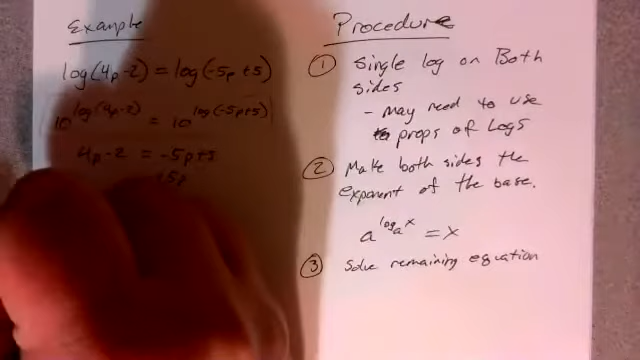 Example
log(4p-2) = log(-5p+5)
10^log(4p-2) = 10^log(-5p+5)
4p-2 = -5p+5
+5p
Procedure
① Single log on Both
sides
- may need to use
props of Logs
② Make both sides the
exponent of the base.
a^log_a x = x
③ Solve remaining equation